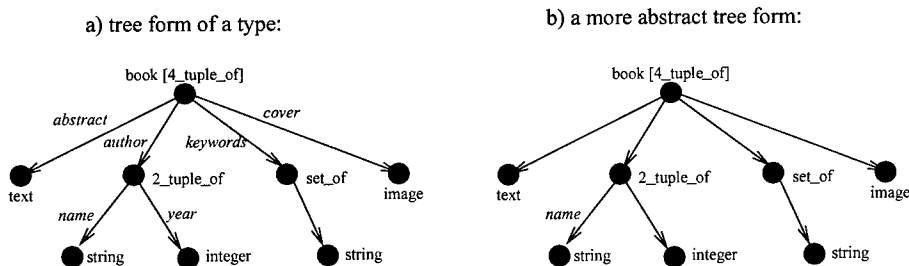 a) tree form of a type:
book [4_tuple_of]
abstract
author
keywords
cover
text
2_tuple_of
set_of
image
name
year
string
integer
string
b) a more abstract tree form:
book [4_tuple_of]
text
2_tuple_of
set_of
image
name
string
integer
string